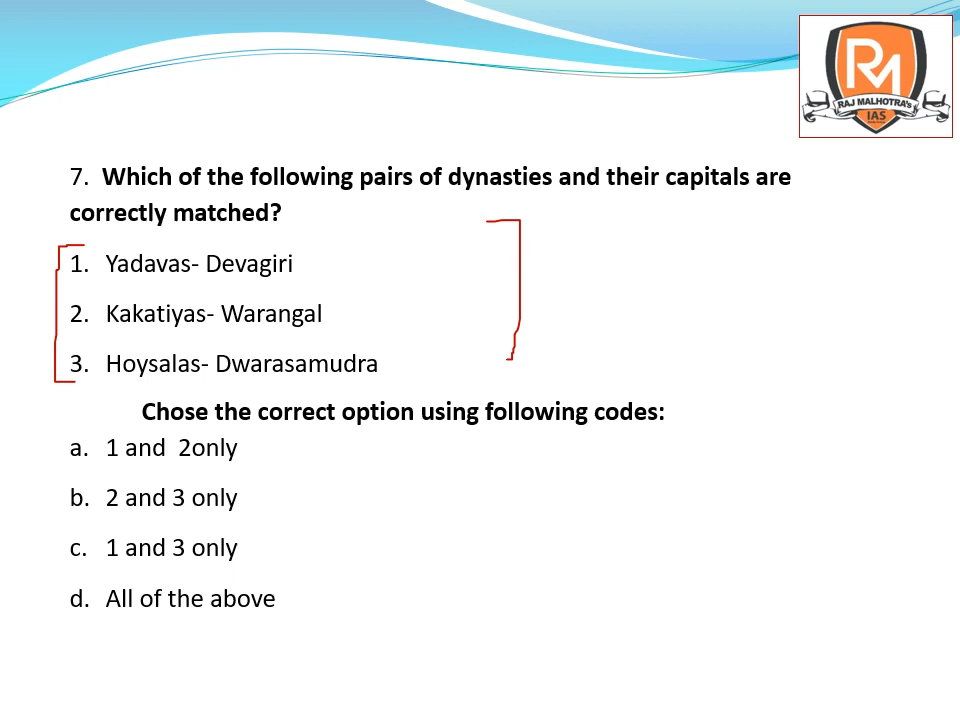 RM
RAJ MALHOTRA's
IAS
7. Which of the following pairs of dynasties and their capitals are
correctly matched?
1. Yadavas- Devagiri
2. Kakatiyas- Warangal
3. Hoysalas- Dwarasamudra
Chose the correct option using following codes:
a. 1 and 2only
b. 2 and 3 only
c. 1 and 3 only
d. All of the above